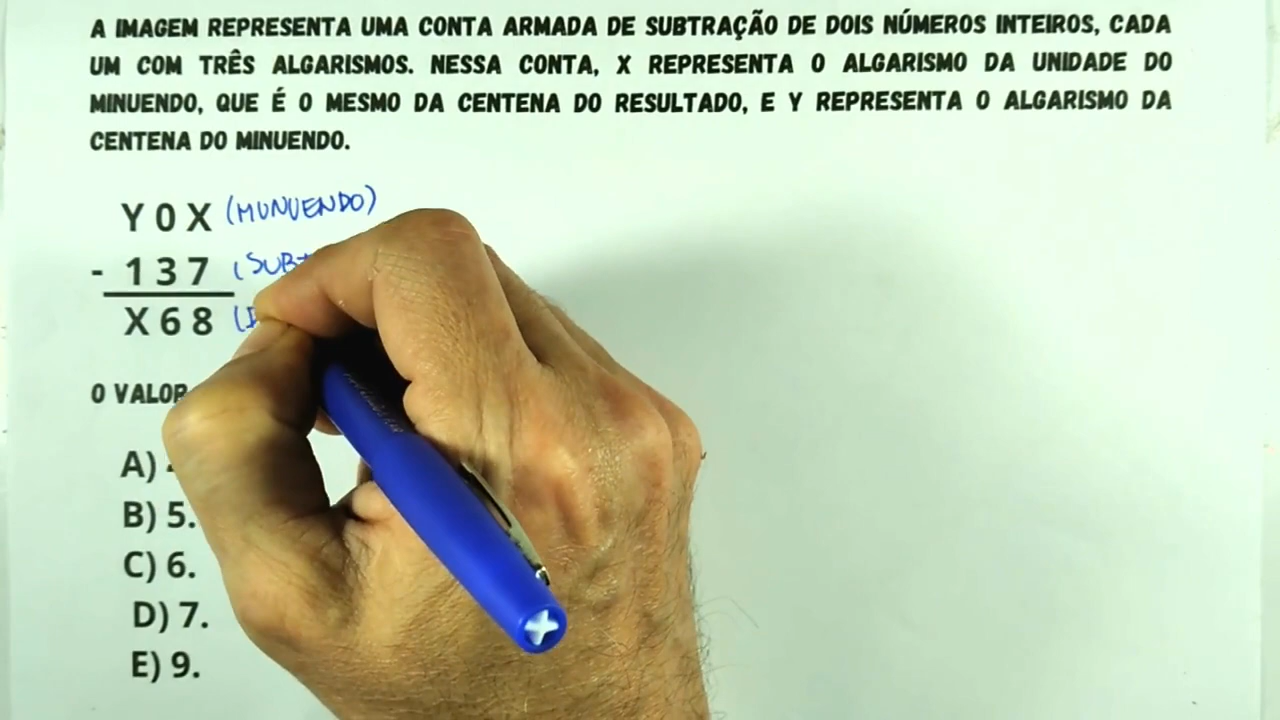 A IMAGEM REPRESENTA UMA CONTA ARMADA DE SUBTRAÇÃO DE DOIS NÚMEROS INTEIROS, CADA
UM COM TRÊS ALGARISMOS. NESSA CONTA, X REPRESENTA O ALGARISMO DA UNIDADE DO
MINUENDO, QUE É O MESMO DA CENTENA DO RESULTADO, E Y REPRESENTA O ALGARISMO DA
CENTENA DO MINUENDO.
Y 0 X (MUNUENDO)
- 1 3 7
X 6 8
O VALOR
A)
B) 5.
C) 6.
D) 7.
E) 9.